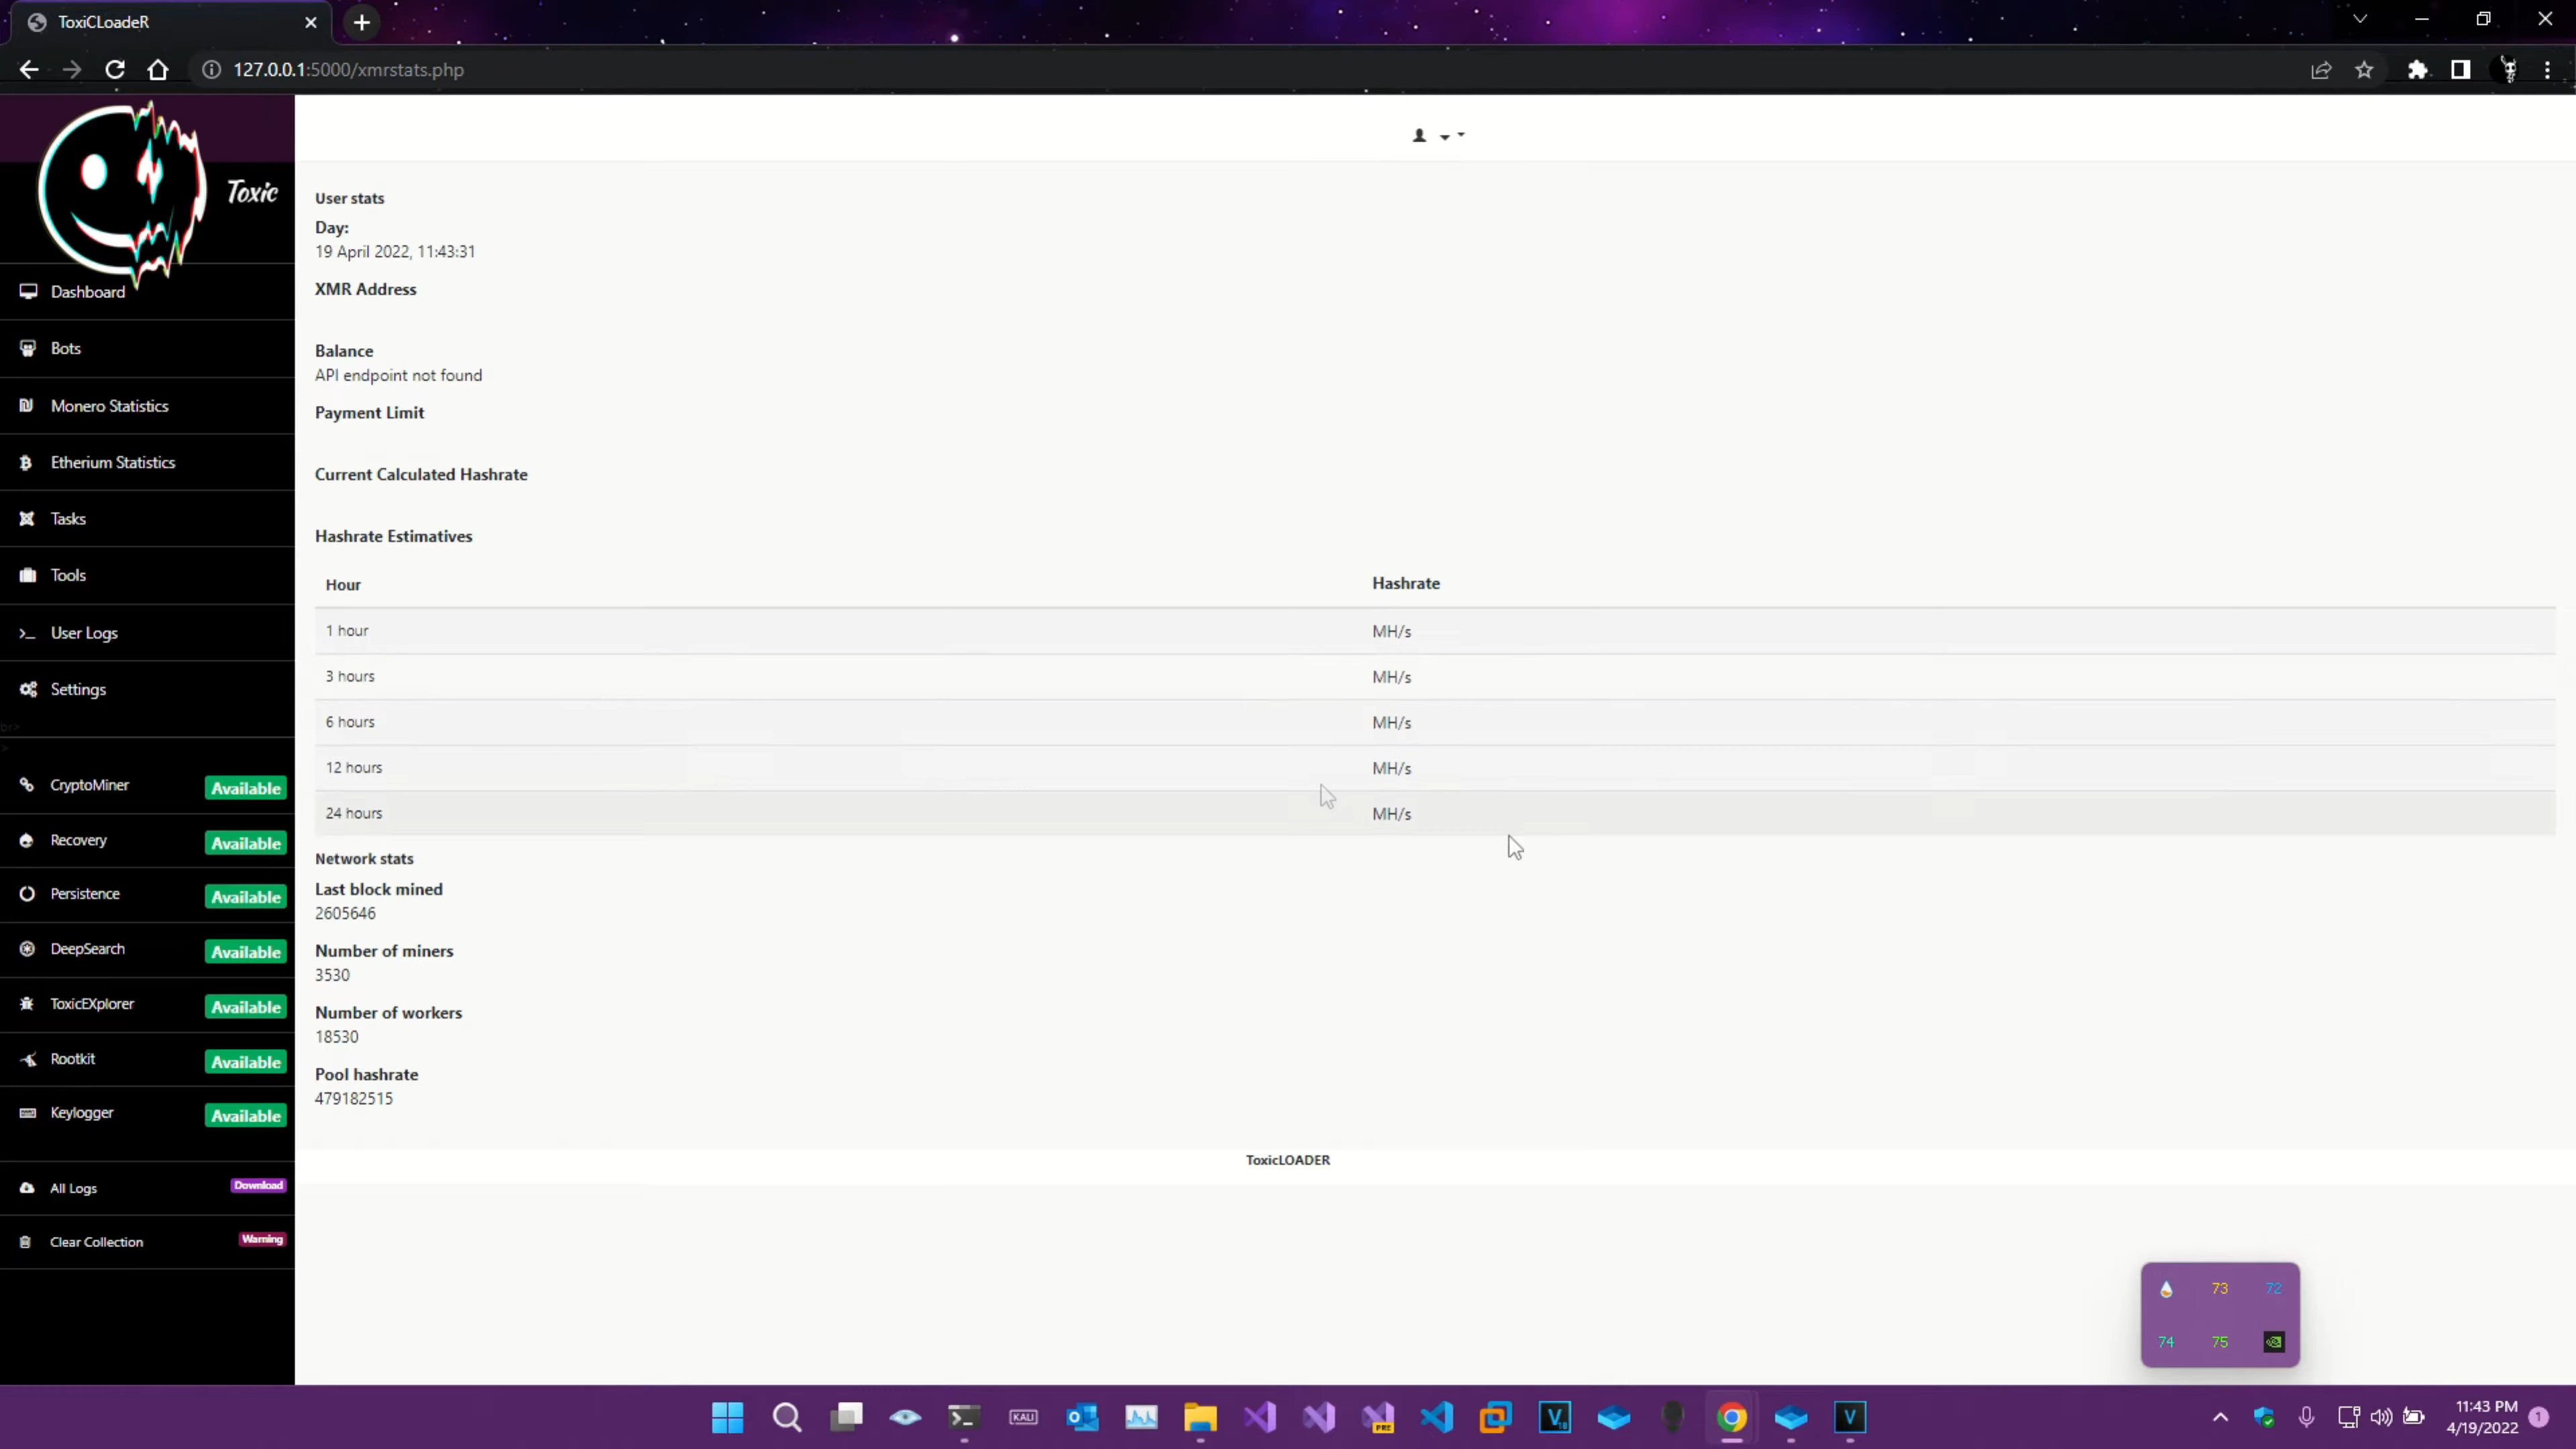 ToxiCLoadeR
127.0.0.1:5000/xmrstats.php
Toxic
Dashboard
Bots
Monero Statistics
Etherium Statistics
Tasks
Tools
User Logs
Settings
br>
>
CryptoMiner Available
Recovery Available
Persistence Available
DeepSearch Available
ToxicEXplorer Available
Rootkit Available
Keylogger Available
All Logs Download
Clear Collection Warning
User stats
Day:
19 April 2022, 11:43:31
XMR Address
Balance
API endpoint not found
Payment Limit
Current Calculated Hashrate
Hashrate Estimatives
Hour Hashrate
1 hour MH/s
3 hours MH/s
6 hours MH/s
12 hours MH/s
24 hours MH/s
Network stats
Last block mined
2605646
Number of miners
3530
Number of workers
18530
Pool hashrate
479182515
ToxicLOADER
73 72
74 75
KALI
PRE
V 18
V
11:43 PM
4/19/2022
1